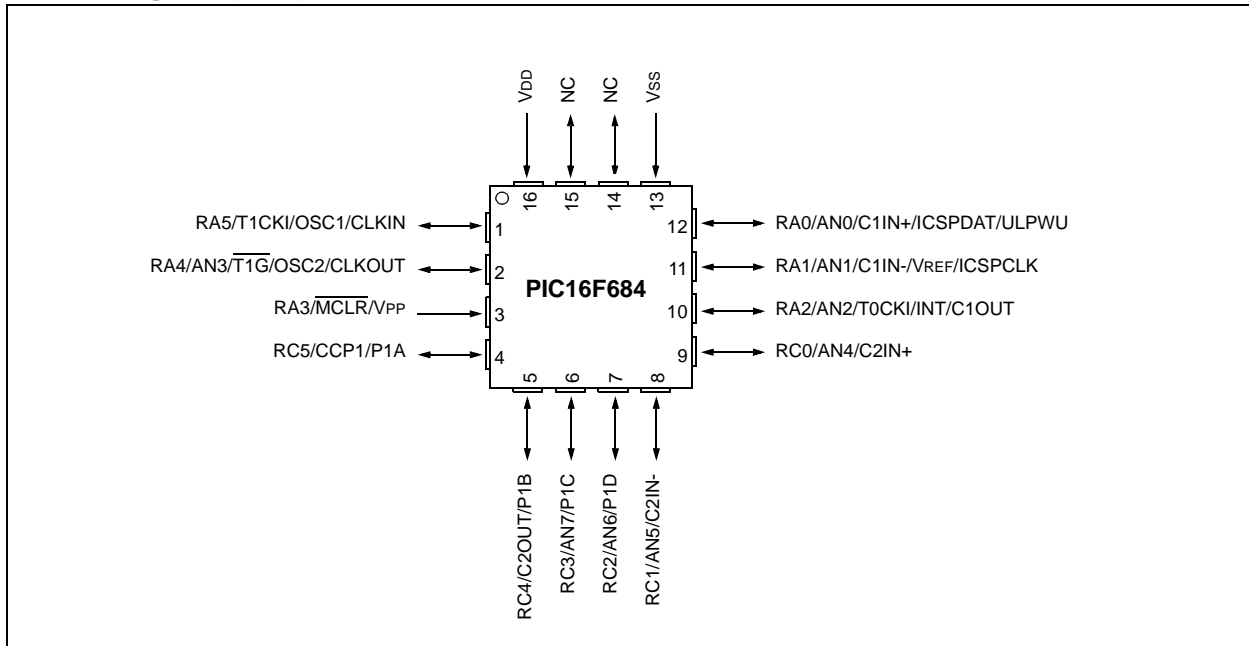 VDD
NC
NC
VSS
16
15
14
13
RA5/T1CKI/OSC1/CLKIN
1
12
RA0/AN0/C1IN+/ICSPDAT/ULPWU
RA4/AN3/T1G/OSC2/CLKOUT
2
11
RA1/AN1/C1IN-/VREF/ICSPCLK
PIC16F684
RA3/MCLR/VPP
3
10
RA2/AN2/T0CKI/INT/C1OUT
RC5/CCP1/P1A
4
9
RC0/AN4/C2IN+
5
6
7
8
RC4/C2OUT/P1B
RC3/AN7/P1C
RC2/AN6/P1D
RC1/AN5/C2IN-